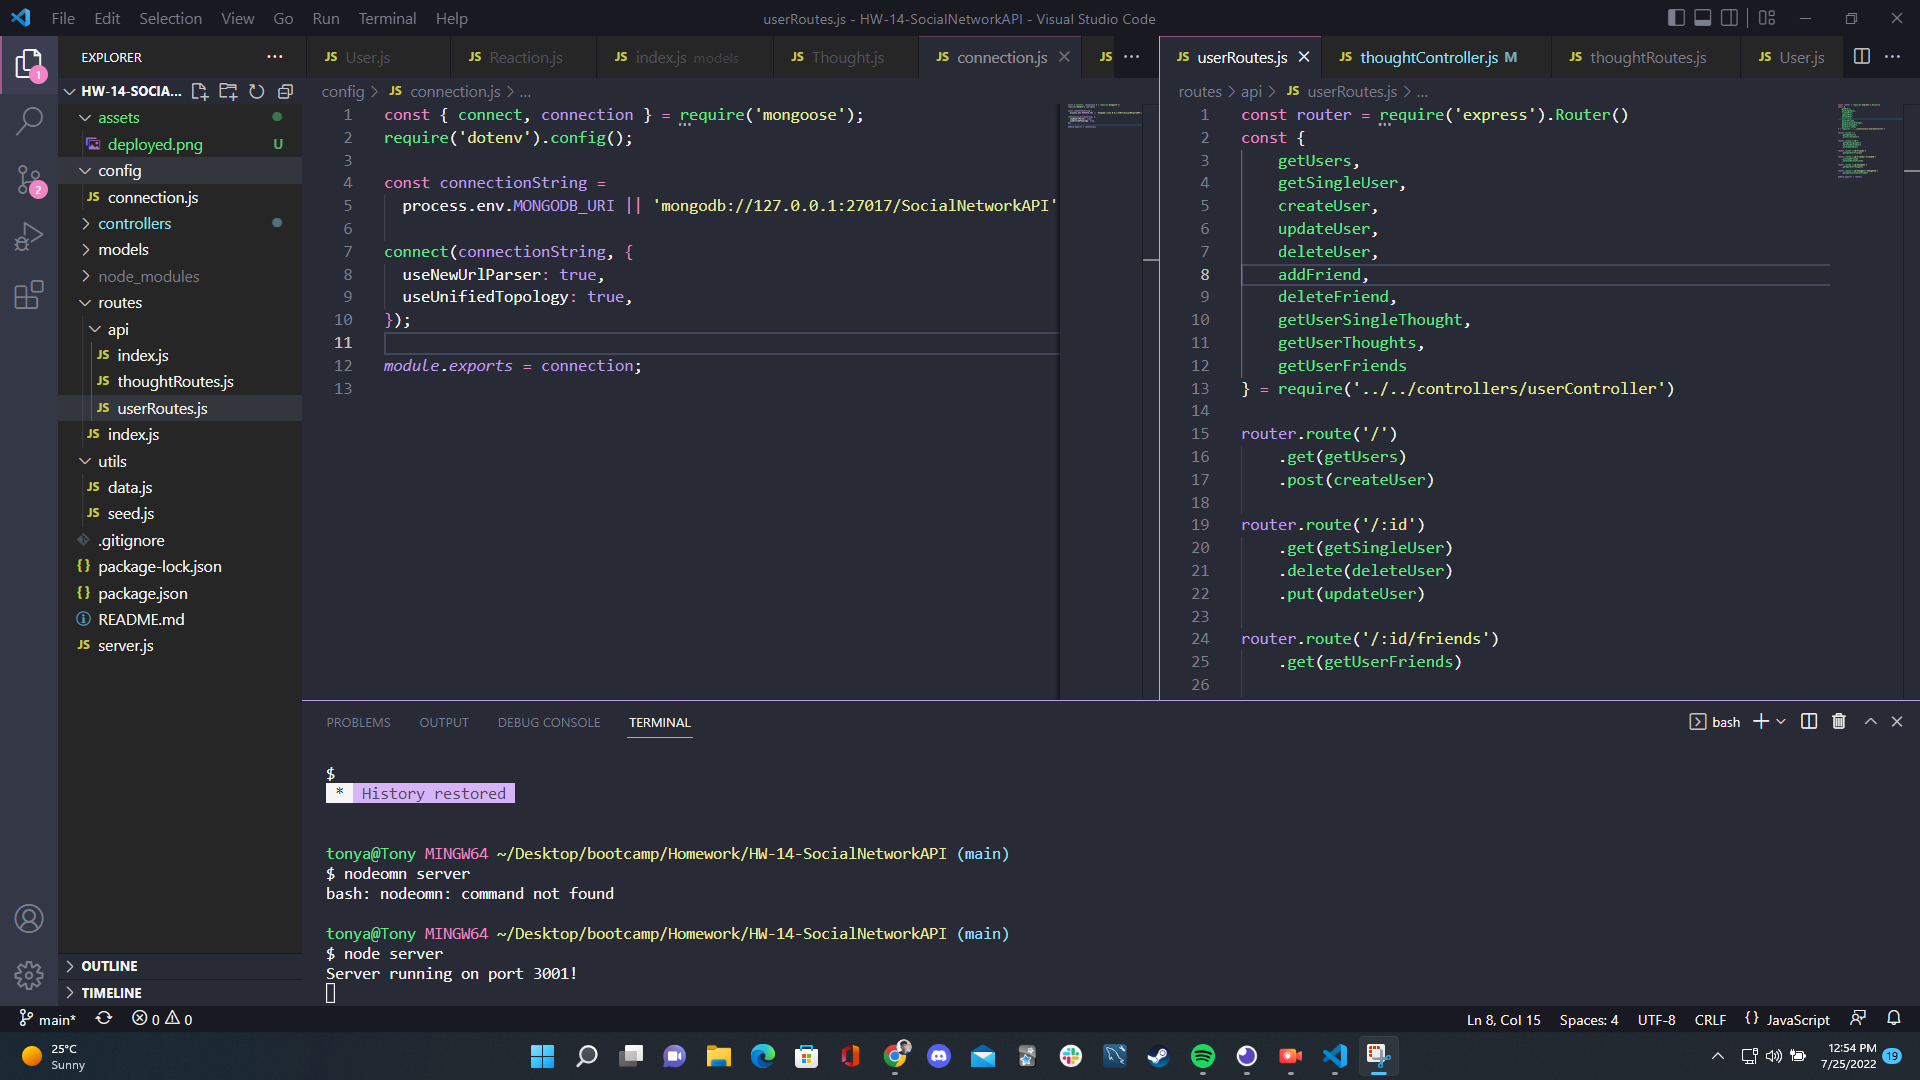 File Edit Selection View Go Run Terminal Help
userRoutes.js - HW-14-SocialNetworkAPI - Visual Studio Code
EXPLORER
HW-14-SOCIA...
assets
deployed.png U
config
JS connection.js
controllers
models
node_modules
routes
api
JS index.js
JS thoughtRoutes.js
JS userRoutes.js
JS index.js
utils
JS data.js
JS seed.js
.gitignore
{} package-lock.json
{} package.json
README.md
JS server.js
OUTLINE
TIMELINE
1
2
JS User.js JS Reaction.js JS index.js models JS Thought.js JS connection.js JS
config > JS connection.js > ...
1 const { connect, connection } = require('mongoose');
2 require('dotenv').config();
3
4 const connectionString =
5 process.env.MONGODB_URI || 'mongodb://127.0.0.1:27017/SocialNetworkAPI'
6
7 connect(connectionString, {
8 useNewUrlParser: true,
9 useUnifiedTopology: true,
10 });
11
12 module.exports = connection;
13
JS userRoutes.js JS thoughtController.js M JS thoughtRoutes.js JS User.js
routes > api > JS userRoutes.js > ...
1 const router = require('express').Router()
2 const {
3 getUsers,
4 getSingleUser,
5 createUser,
6 updateUser,
7 deleteUser,
8 addFriend,
9 deleteFriend,
10 getUserSingleThought,
11 getUserThoughts,
12 getUserFriends
13 } = require('../../controllers/userController')
14
15 router.route('/')
16 .get(getUsers)
17 .post(createUser)
18
19 router.route('/:id')
20 .get(getSingleUser)
21 .delete(deleteUser)
22 .put(updateUser)
23
24 router.route('/:id/friends')
25 .get(getUserFriends)
26
PROBLEMS OUTPUT DEBUG CONSOLE TERMINAL
bash
$
* History restored
tonya@Tony MINGW64 ~/Desktop/bootcamp/Homework/HW-14-SocialNetworkAPI (main)
$ nodeomn server
bash: nodeomn: command not found
tonya@Tony MINGW64 ~/Desktop/bootcamp/Homework/HW-14-SocialNetworkAPI (main)
$ node server
Server running on port 3001!
main* 0 0
Ln 8, Col 15 Spaces: 4 UTF-8 CRLF {} JavaScript
25°C
Sunny
12:54 PM
7/25/2022
19